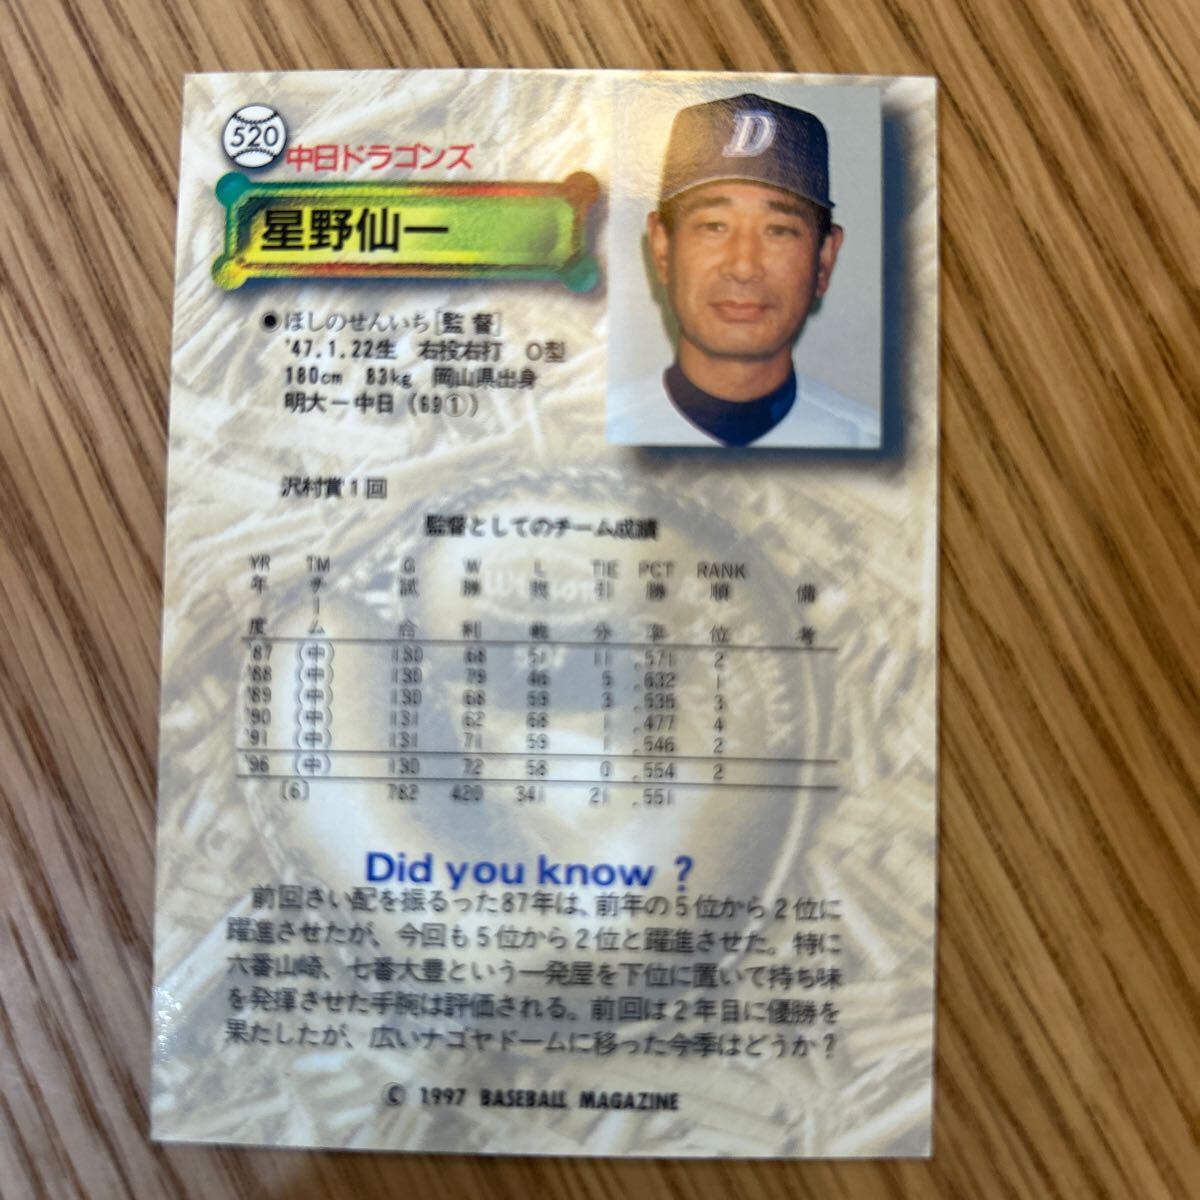 520
中日ドラゴンズ
D
星野仙一
●ほしのせんいち[監督]
'47.1.22生 右投右打 O型
180cm 83kg 岡山県出身
明大－中日（69①）
沢村賞1回
監督としてのチーム成績
YR TM G W L TIE PCT RANK
年度 チーム 試合 勝利 敗戦 引分 勝率 順位 備考
'87 (中) 130 68 51 11 .571 2
'88 (中) 130 79 46 5 .632 1
'89 (中) 130 68 59 3 .535 3
'90 (中) 131 62 68 1 .477 4
'91 (中) 131 71 59 1 .546 2
'96 (中) 130 72 58 0 .554 2
[6] 782 420 341 21 .551
Did you know ?
前回さい配を振るった87年は、前年の5位から2位に
躍進させたが、今回も5位から2位と躍進させた。特に
六番山崎、七番大豊という一発屋を下位に置いて持ち味
を発揮させた手腕は評価される。前回は2年目に優勝を
果たしたが、広いナゴヤドームに移った今季はどうか？
© 1997 BASEBALL MAGAZINE